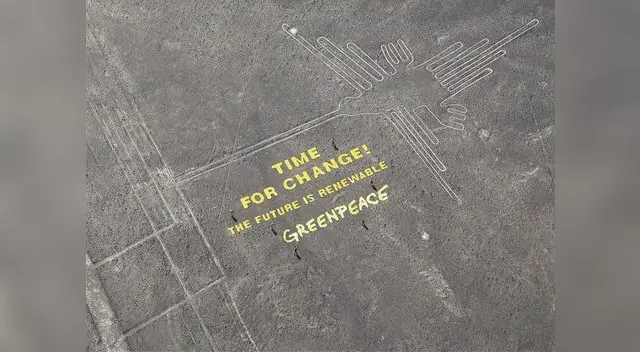 TIME
FOR CHANGE!
THE FUTURE IS RENEWABLE
GREENPEACE